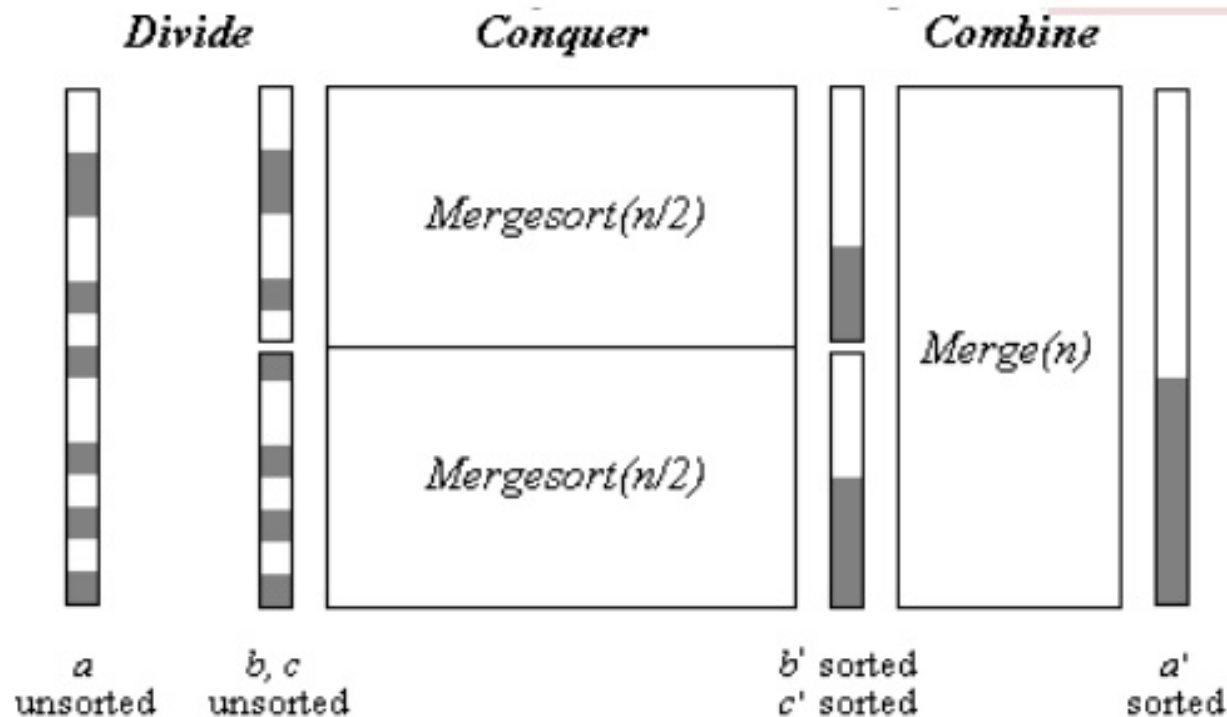 Divide Conquer Combine
Mergesort(n/2)
Merge(n)
Mergesort(n/2)
a
unsorted
b, c
unsorted
b' sorted
c' sorted
a'
sorted